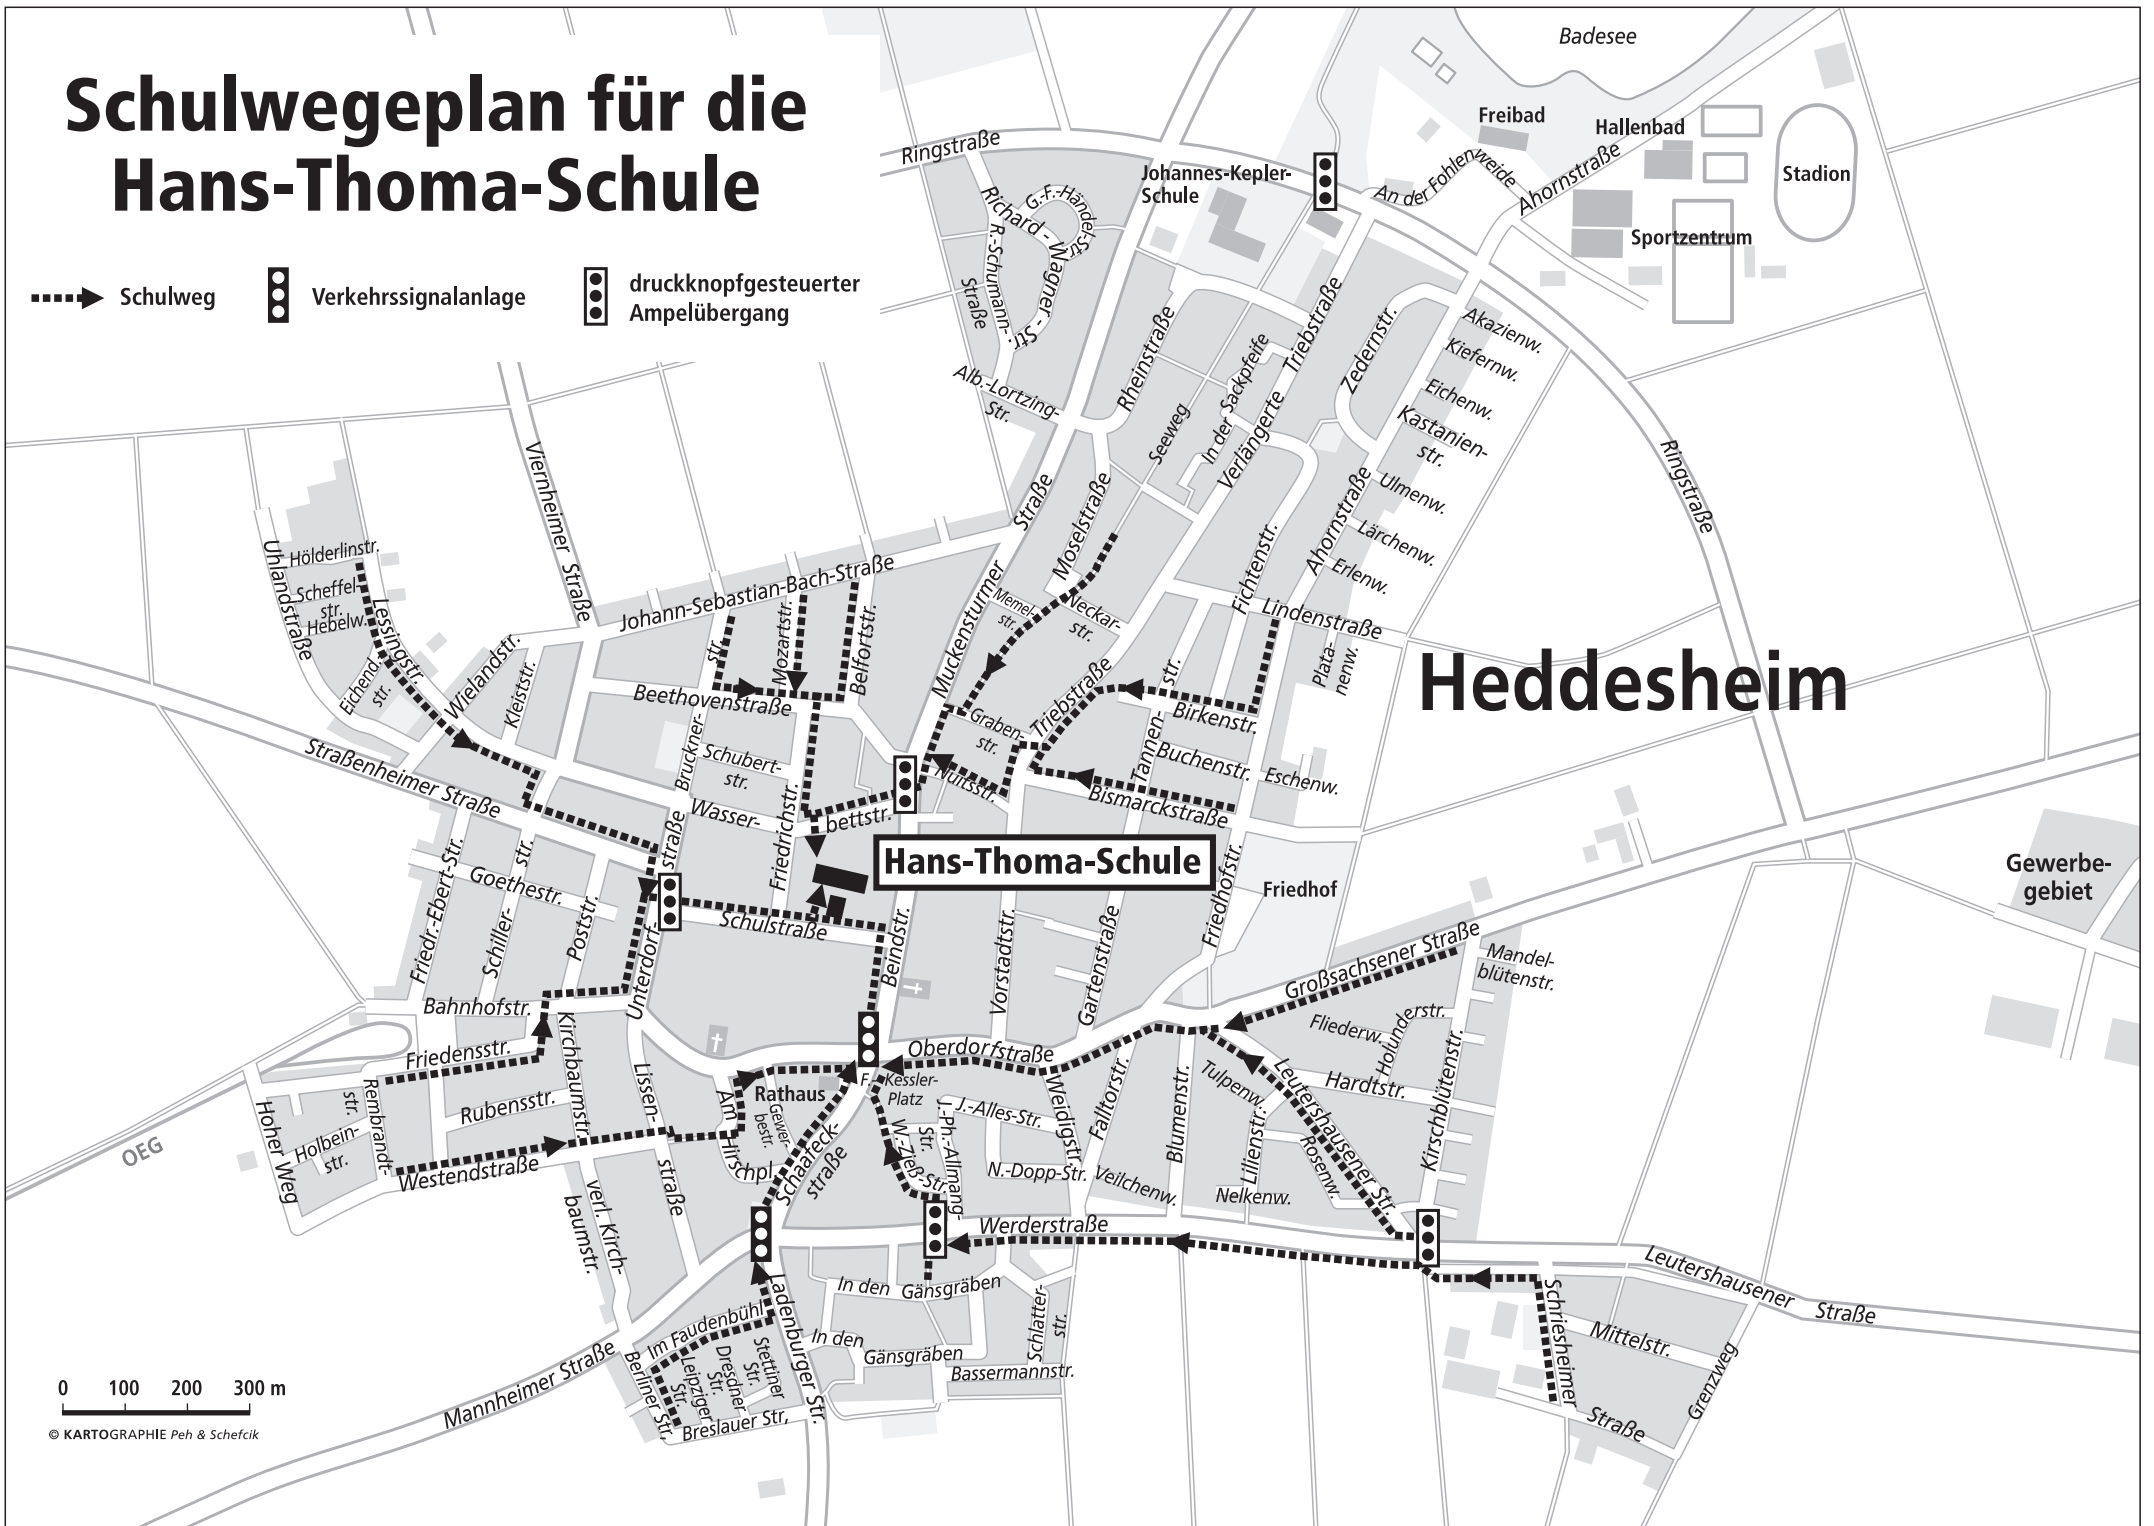 Schulwegeplan für die
Hans-Thoma-Schule
Schulweg
Verkehrssignalanlage
druckknopfgesteuerter
Ampelübergang
Badesee
Freibad
Hallenbad
Stadion
Sportzentrum
Johannes-Kepler-
Schule
Ringstraße
An der Fohlenweide
Ahornstraße
Richard - Wagner - Str.
G.-F.-Händel-Str.
R.-Schumann-
Straße
Alb.-Lortzing-
Str.
Rheinstraße
Seeweg
In der Sackpfeife
Verlängerte Triebstraße
Zedernstr.
Akazienw.
Kiefernw.
Eichenw.
Kastanien-
str.
Ulmenw.
Lärchenw.
Erlenw.
Ringstraße
Viernheimer Straße
Uhlandstraße
Hölderlinstr.
Scheffel-
str.
Hebelw.
Lessingstr.
Eichend.
str.
Wielandstr.
Kleiststr.
Johann-Sebastian-Bach-Straße
Muckensturmer Straße
Moselstraße
Memel-
str.
Neckar-
str.
Fichtenstr.
Ahornstraße
Lindenstraße
Plata-
nenw.
Heddesheim
Bruckner-
str.
Mozartstr.
Belfortstr.
Beethovenstraße
Schubert-
str.
Friedrichstr.
Wasser-
bettstr.
Graben-
str.
Nuitsstr.
Triebstraße
Tannen-
str.
Birkenstr.
Buchenstr.
Eschenw.
Bismarckstraße
Straßenheimer Straße
Friedr.-Ebert-Str.
Goethestr.
Schiller-
str.
Poststr.
Unterdorf-
straße
Hans-Thoma-Schule
Schulstraße
Beindstr.
Vorstadtstr.
Gartenstraße
Friedhofstr.
Friedhof
Gewerbe-
gebiet
Großsachsener Straße
Mandel-
blütenstr.
Bahnhofstr.
Friedensstr.
Kirchbaumstr.
Lissen-
straße
Rubensstr.
Rembrandt-
str.
Holbein-
str.
Hoher Weg
OEG
Westendstraße
verl. Kirch-
baumstr.
Am Hirschpl.
Rathaus
Gewer-
bestr.
Schafeck-
straße
F.-Kessler-
Platz
Oberdorfstraße
W.-Zieß-Str.
J.-Ph.-Allmang-
Str.
J.-Alles-Str.
N.-Dopp-Str.
Weidigstr.
Falltorstr.
Veilchenw.
Blumenstr.
Tulpenw.
Lilienstr.
Nelkenw.
Rosenw.
Leutershausener Str.
Fliederw.
Holunderstr.
Hardtstr.
Kirschblütenstr.
Werderstraße
Leutershausener Straße
In den Gänsgräben
In den
Gänsgräben
Schlatter-
str.
Bassermannstr.
Ladenburger Str.
Im Faudenbühl
Berliner Str,
Leipziger
Str.
Dresdner
Str.
Stettiner
Str.
Breslauer Str,
Mannheimer Straße
Schriesheimer
Straße
Mittelstr.
Grenzweg
0 100 200 300 m
© KARTOGRAPHIE Peh & Schefcik